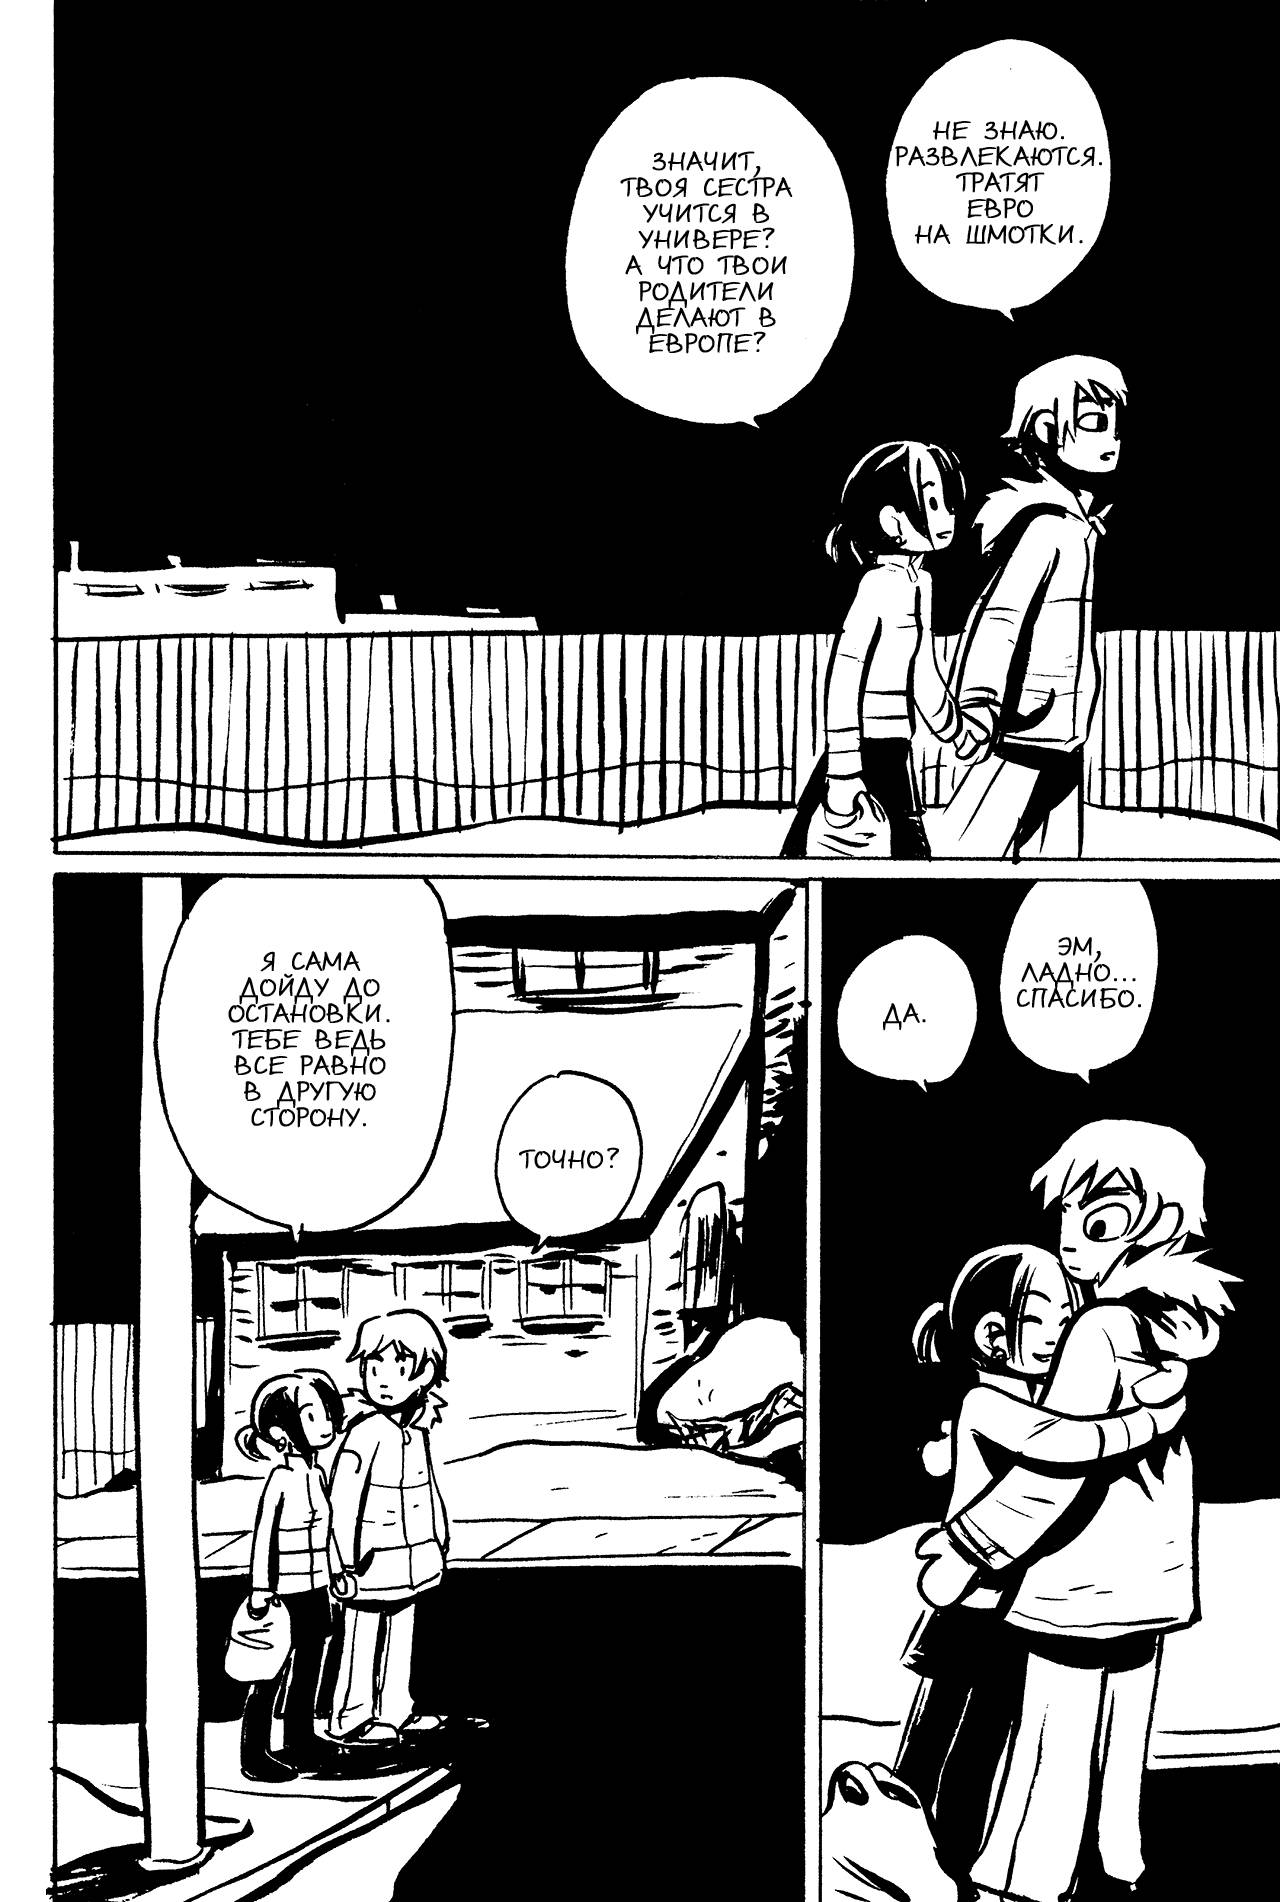 ЗНАЧИТ,
ТВОЯ СЕСТРА
УЧИТСЯ В
УНИВЕРЕ?
А ЧТО ТВОИ
РОДИТЕЛИ
ДЕЛАЮТ В
ЕВРОПЕ?
НЕ ЗНАЮ.
РАЗВЛЕКАЮТСЯ.
ТРАТЯТ
ЕВРО
НА ШМОТКИ.
Я САМА
ДОЙДУ ДО
ОСТАНОВКИ.
ТЕБЕ ВЕДЬ
ВСЕ РАВНО
В ДРУГУЮ
СТОРОНУ.
ТОЧНО?
ДА.
ЭМ,
ЛАДНО...
СПАСИБО.